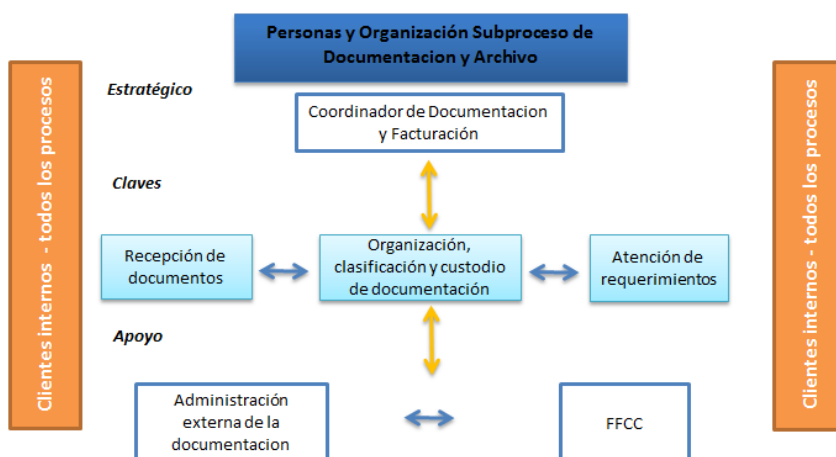 Personas y Organización Subproceso de
Documentacion y Archivo
Clientes internos - todos los procesos
Estratégico
Coordinador de Documentacion
y Facturación
Claves
Recepción de
documentos
Organización,
clasificación y custodio
de documentación
Atención de
requerimientos
Apoyo
Administración
externa de la
documentacion
FFCC
Clientes internos - todos los procesos